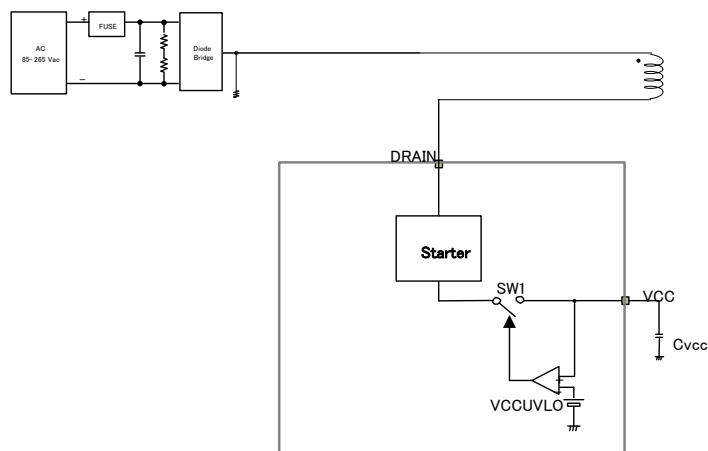 AC
85-265 Vac
+
−
FUSE
Diode
Bridge
DRAIN
Starter
SW1
VCC
Cvcc
+
-
VCCUVLO